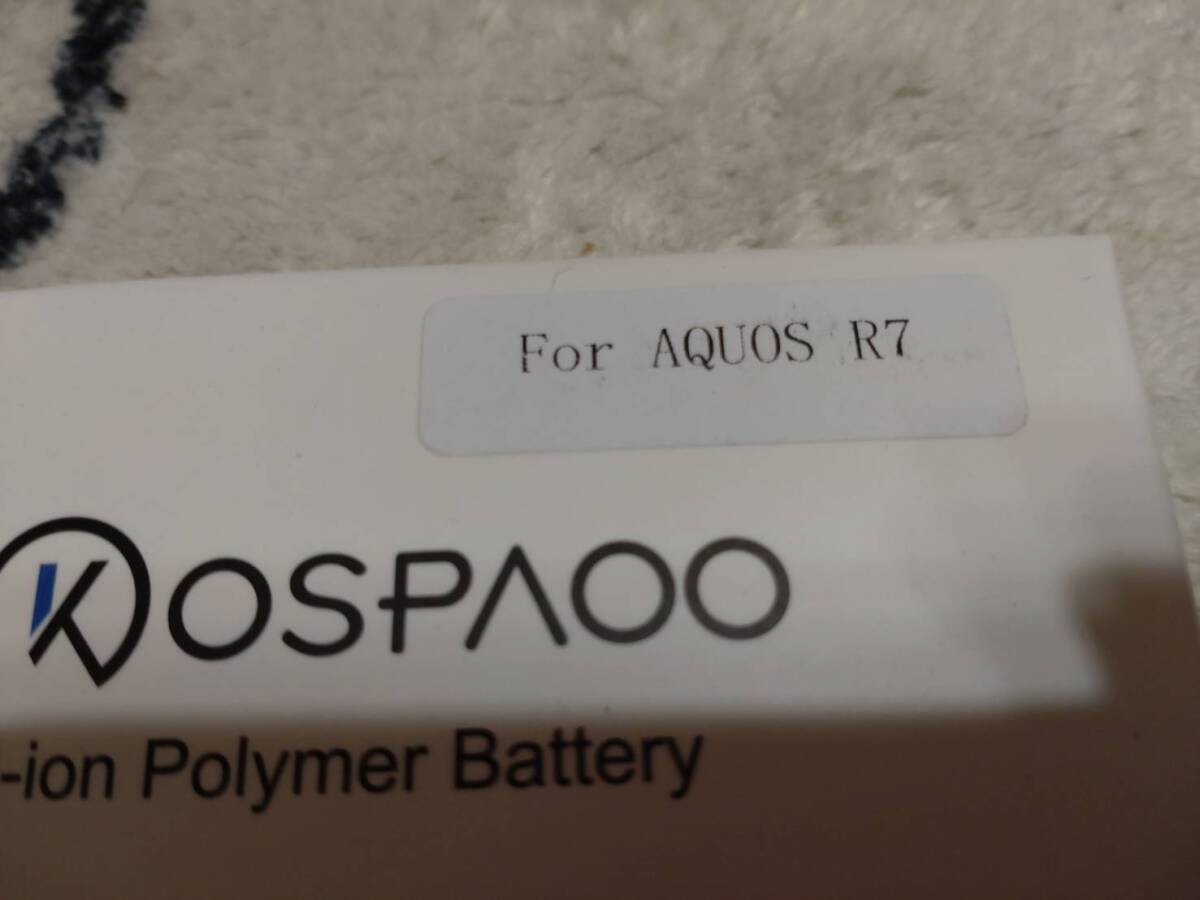 For AQUOS R7
KOSPAOO
-ion Polymer Battery